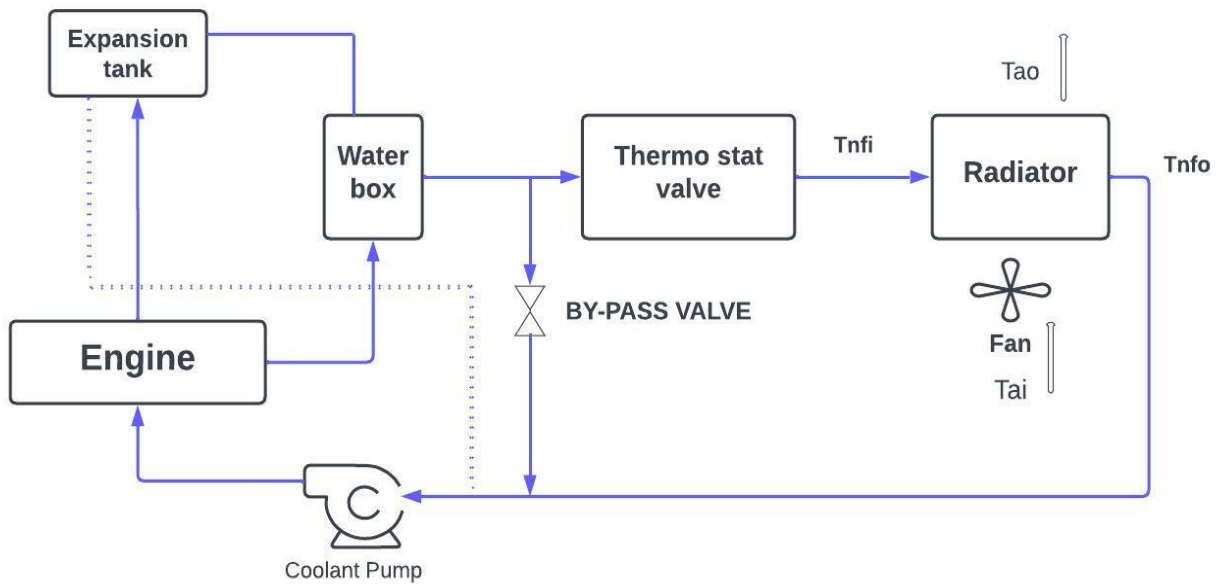 Expansion
tank
Tao
Water
box
Thermo stat
valve
Tnfi
Radiator
Tnfo
BY-PASS VALVE
Engine
Fan
Tai
Coolant Pump